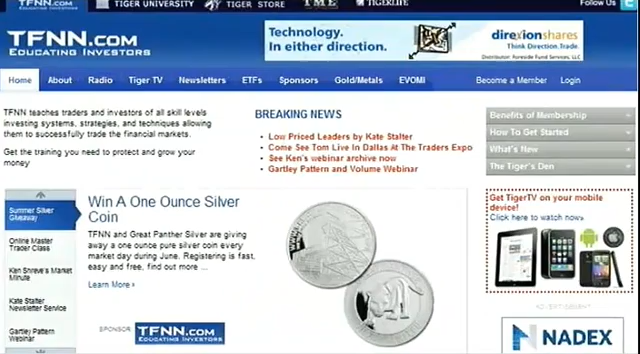 TIGER UNIVERSITY TIGER STORE TME TIGERLIFE Follow Us
TFNN.COM
EDUCATING INVESTORS
Technology.
In either direction.
direxionshares
Think Direction. Trade.
Distributor: Foreside Fund Services, LLC
Home About Radio Tiger TV Newsletters ETFs Sponsors Gold/Metals EVOMI Become a Member Login
TFNN teaches traders and investors of all skill levels
investing systems, strategies, and techniques allowing
them to successfully trade the financial markets.
Get the training you need to protect and grow your
money
BREAKING NEWS
Low Priced Leaders by Kate Stalter
Come See Tom Live In Dallas At The Traders Expo
See Ken's webinar archive now
Gartley Pattern and Volume Webinar
Benefits of Membership
How To Get Started
What's New
The Tiger's Den
Summer Silver
Giveaway
Online Master
Trader Class
Ken Shreve's Market
Minute
Kate Stalter
Newsletter Service
Gartley Pattern
Webinar
Win A One Ounce Silver
Coin
TFNN and Great Panther Silver are giving
away a one ounce pure silver coin every
market day during June. Registering is fast,
easy and free, find out more ...
Learn More
SPONSOR TFNN.COM
EDUCATING INVESTORS
Get TigerTV on your mobile
device!
Click here to watch now
ADVERTISEMENT
NADEX